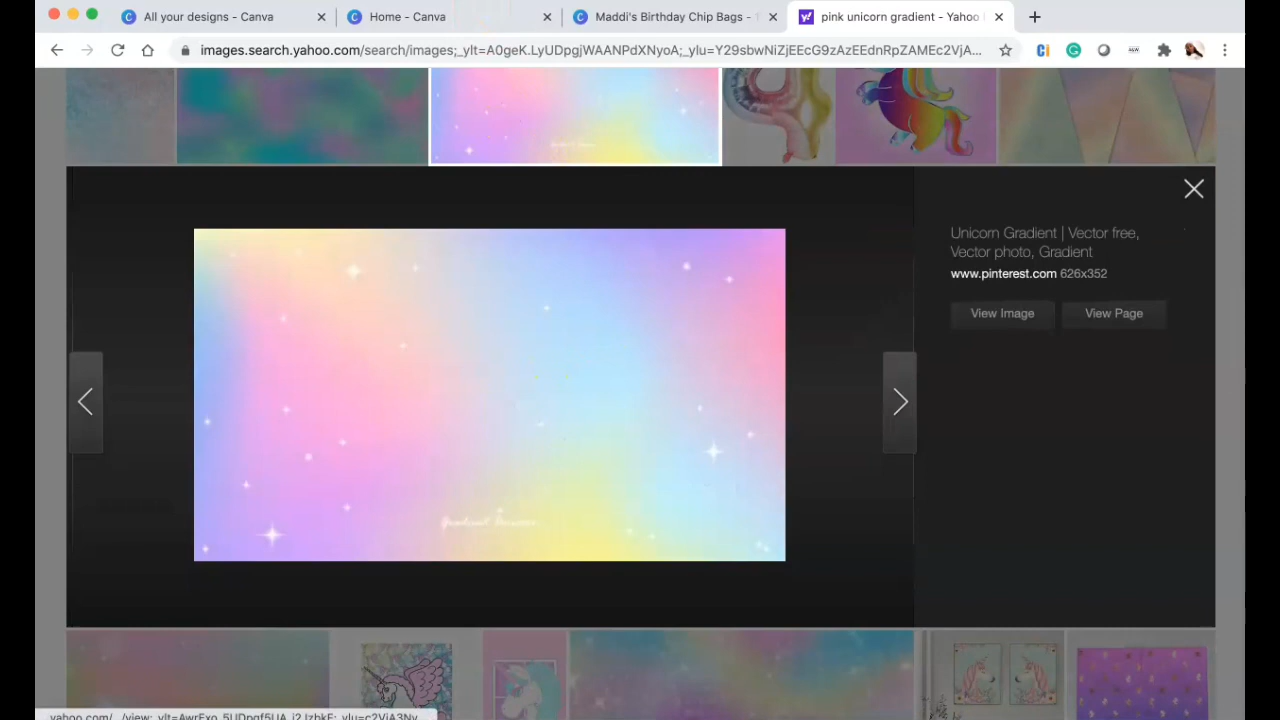 All your designs - Canva
Home - Canva
Maddi's Birthday Chip Bags -
pink unicorn gradient - Yahoo
images.search.yahoo.com/search/images;_ylt=A0geK.LyUDpgjWAANPdXNyoA;_ylu=Y29sbwNiZjEEcG9zAzEEdnRpZAMEc2VjA...
Unicorn Gradient | Vector free,
Vector photo, Gradient
www.pinterest.com 626x352
View Image
View Page
Gradient